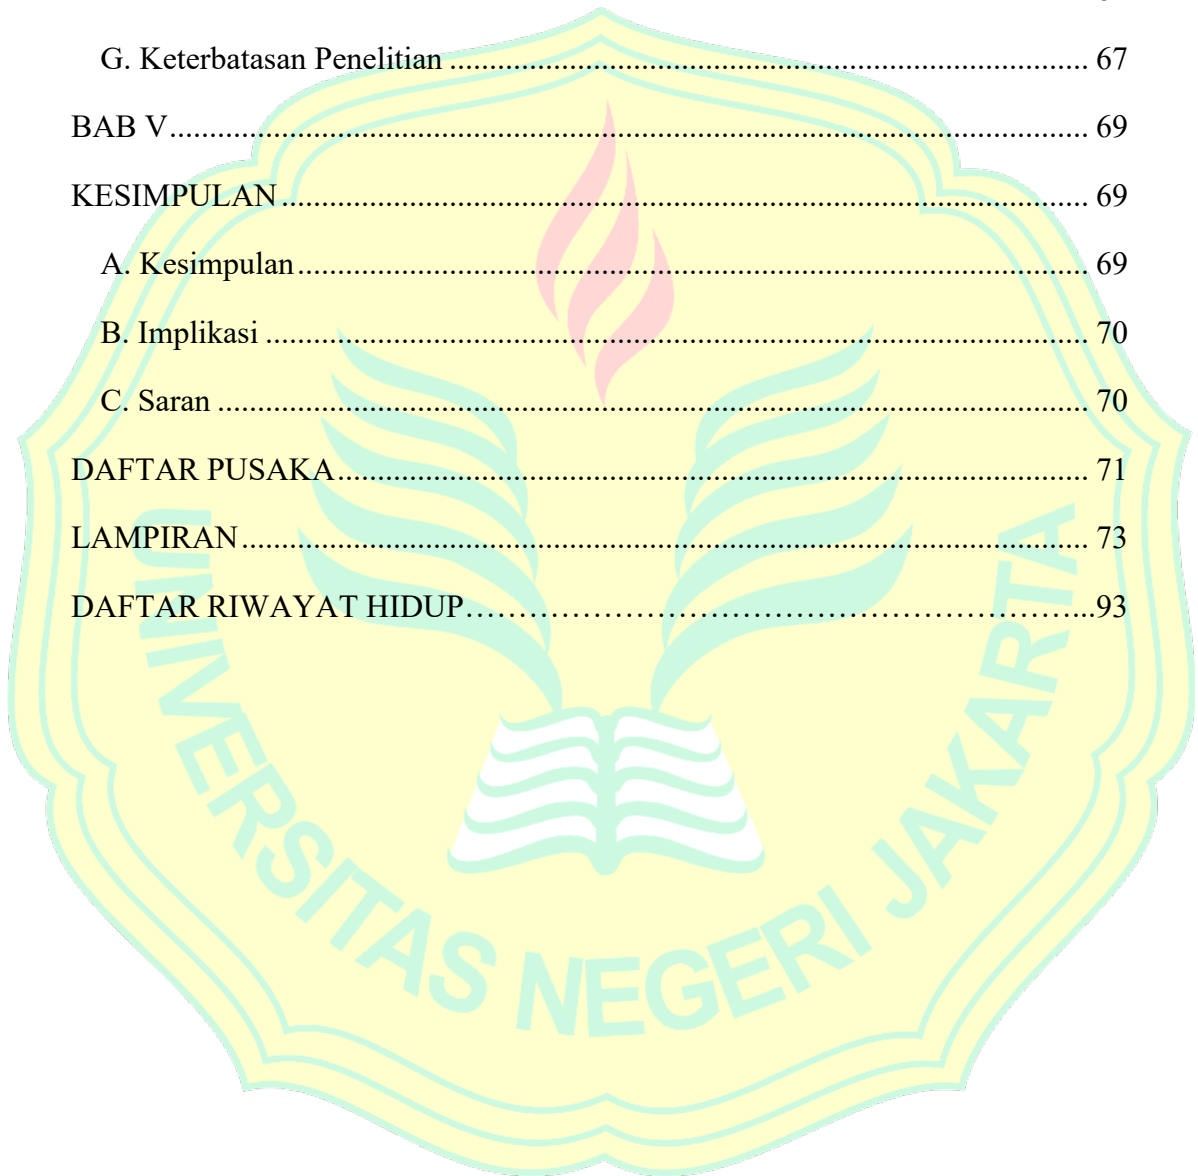 G. Keterbatasan Penelitian ................................................................................. 67
BAB V ................................................................................................................... 69
KESIMPULAN ..................................................................................................... 69
A. Kesimpulan ................................................................................................... 69
B. Implikasi ....................................................................................................... 70
C. Saran ............................................................................................................. 70
DAFTAR PUSAKA .............................................................................................. 71
LAMPIRAN .......................................................................................................... 73
DAFTAR RIWAYAT HIDUP……………………………………………………………...93
UNIVERSITAS NEGERI JAKARTA